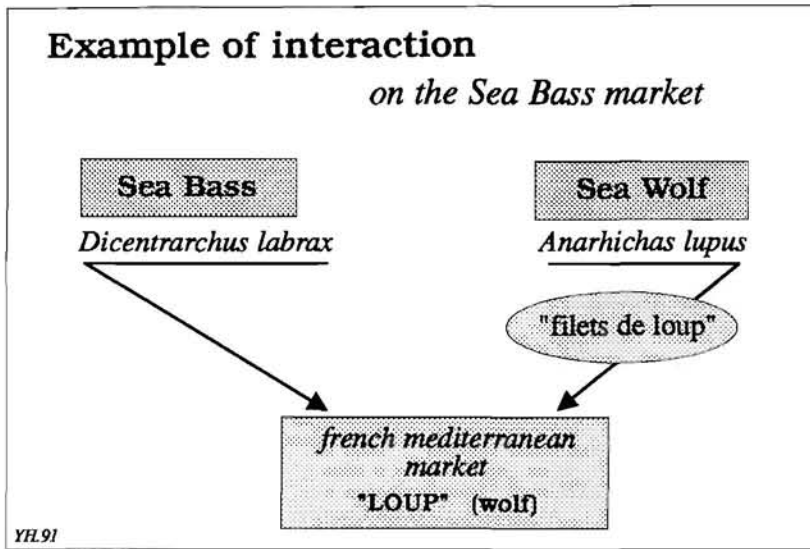 Example of interaction
on the Sea Bass market
Sea Bass
Sea Wolf
Dicentrarchus labrax
Anarhichas lupus
"filets de loup"
french mediterranean
market
"LOUP" (wolf)
YH.91